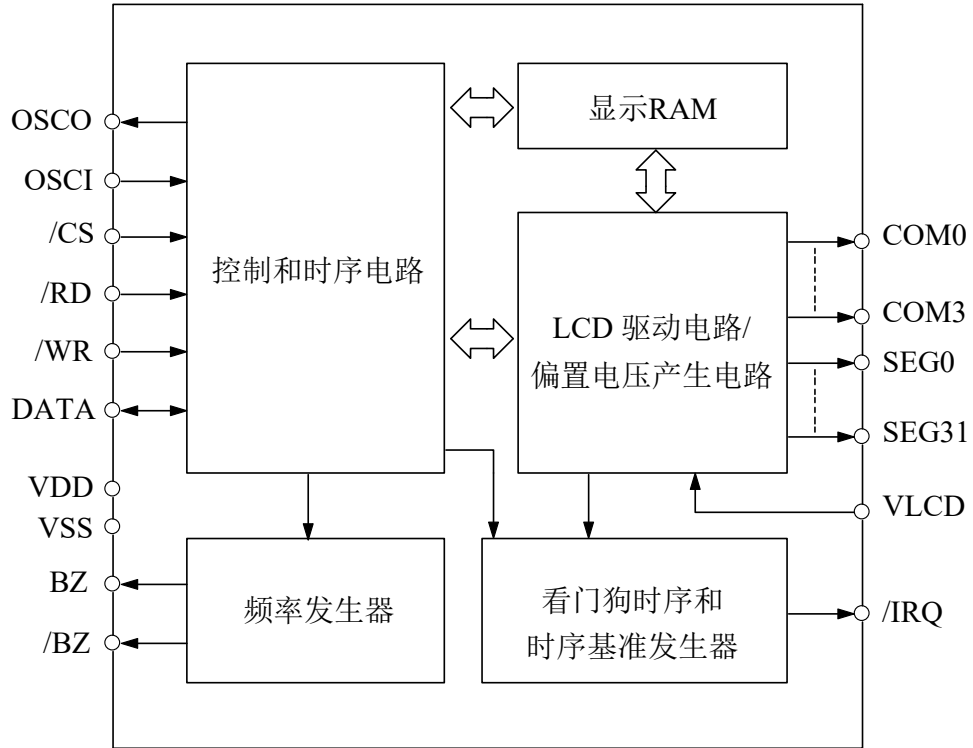 OSCO
OSCI
/CS
/RD
/WR
DATA
VDD
VSS
BZ
/BZ
控制和时序电路
显示RAM
LCD 驱动电路/
偏置电压产生电路
频率发生器
看门狗时序和
时序基准发生器
COM0
COM3
SEG0
SEG31
VLCD
/IRQ